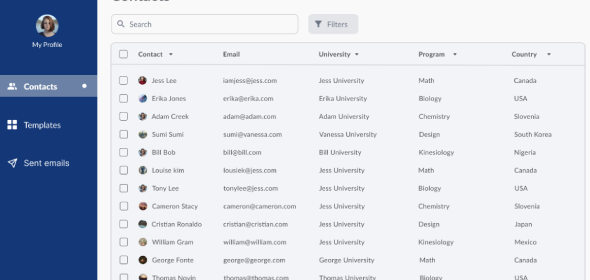 Contacts
Search
Filters
My Profile
Contacts
Templates
Sent emails
Contact Email University Program Country
Jess Lee iamjess@jess.com Jess University Math Canada
Erika Jones erika@erika.com Erika University Biology USA
Adam Creek adam@adam.com Adam University Chemistry Slovenia
Sumi Sumi sumi@vanessa.com Vanessa University Design South Korea
Bill Bob bill@bill.com Bill University Kinesiology Nigeria
Louise kim lousiek@jess.com Jess University Math Canada
Tony Lee tonylee@jess.com Jess University Biology USA
Cameron Stacy cameron@cameron.com Jess University Chemistry Slovenia
Cristian Ronaldo cristian@cristian.com Jess University Design Japan
William Gram william@william.com Jess University Kinesiology Mexico
George Fonte george@george.com George University Math Canada
Thomas Novin thomas@thomas.com Thomas University Biology USA